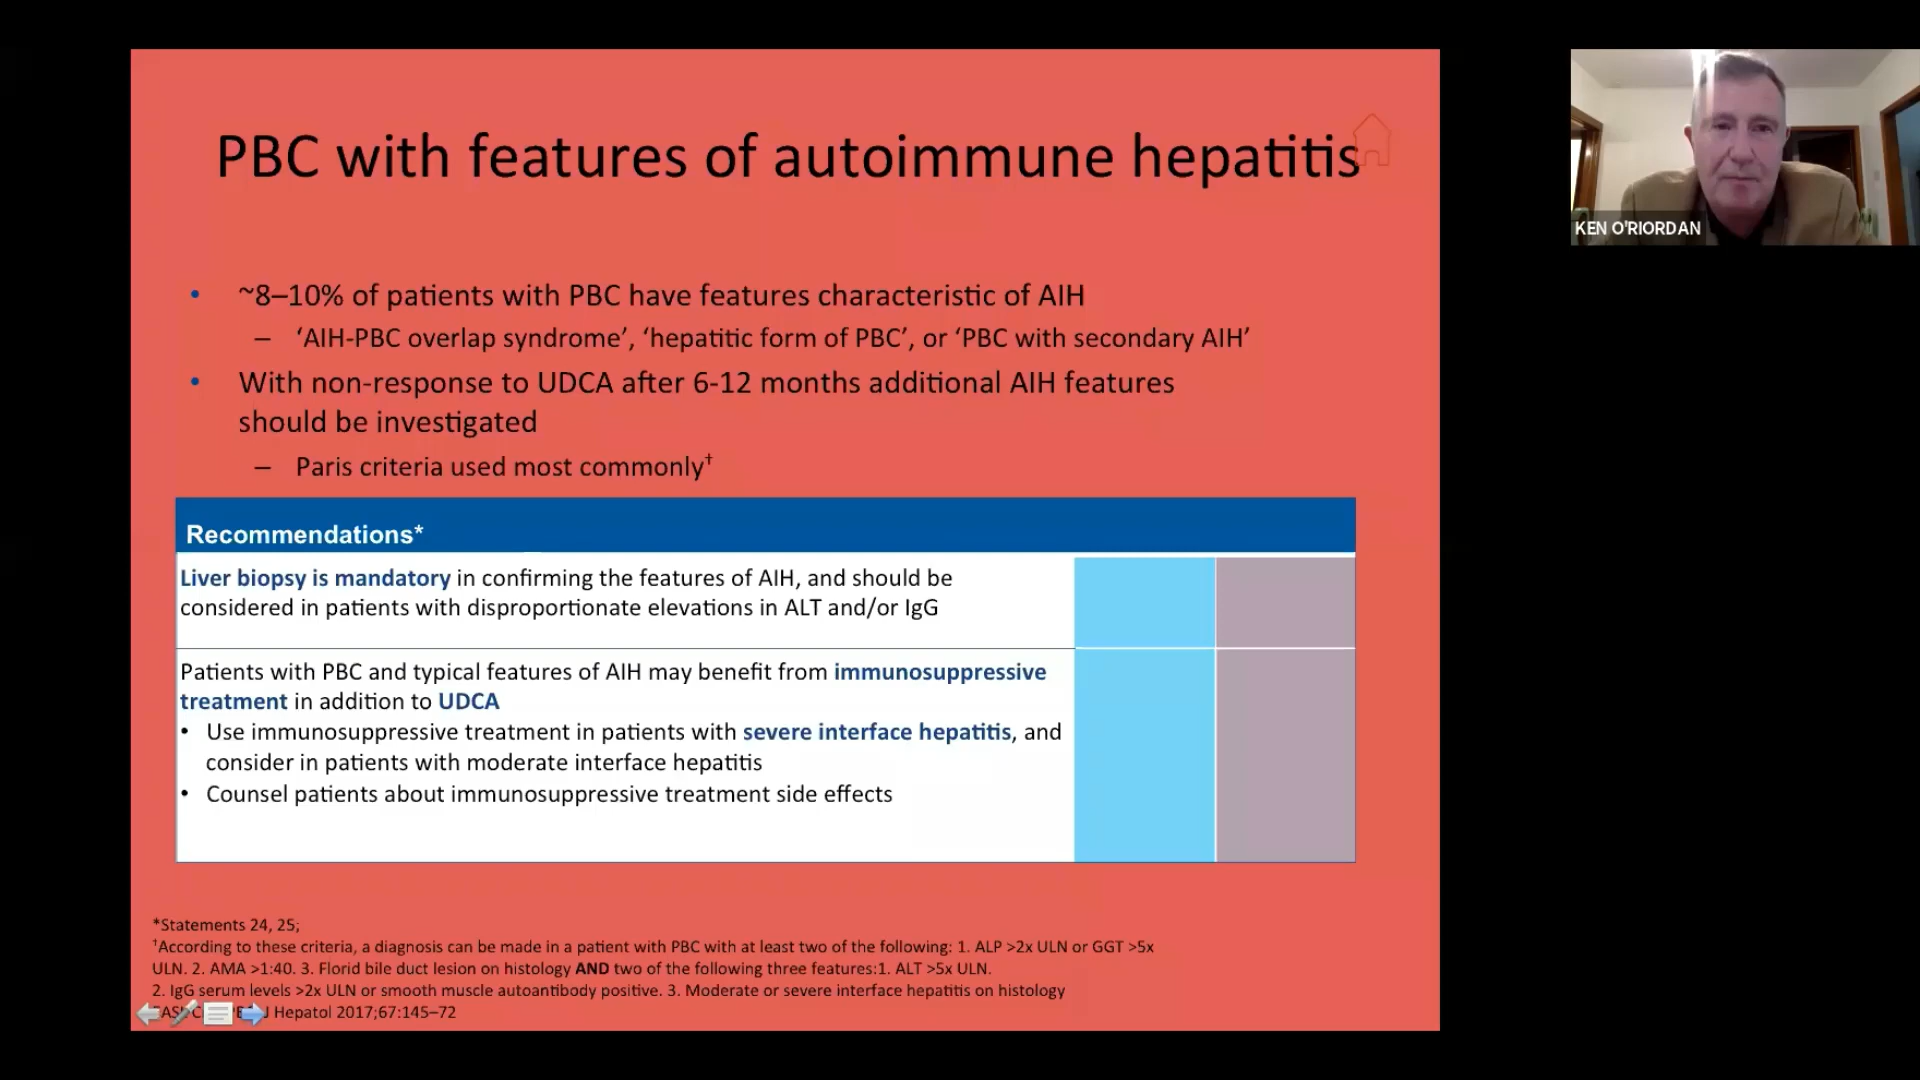 PBC with features of autoimmune hepatitis
KEN O'RIORDAN
• ~8–10% of patients with PBC have features characteristic of AIH
– ‘AIH-PBC overlap syndrome’, ‘hepatitic form of PBC’, or ‘PBC with secondary AIH’
• With non-response to UDCA after 6-12 months additional AIH features
should be investigated
– Paris criteria used most commonly†
Recommendations*
Liver biopsy is mandatory in confirming the features of AIH, and should be
considered in patients with disproportionate elevations in ALT and/or IgG
Patients with PBC and typical features of AIH may benefit from immunosuppressive
treatment in addition to UDCA
• Use immunosuppressive treatment in patients with severe interface hepatitis, and
consider in patients with moderate interface hepatitis
• Counsel patients about immunosuppressive treatment side effects
*Statements 24, 25;
†According to these criteria, a diagnosis can be made in a patient with PBC with at least two of the following: 1. ALP >2x ULN or GGT >5x
ULN. 2. AMA >1:40. 3. Florid bile duct lesion on histology AND two of the following three features:1. ALT >5x ULN.
2. IgG serum levels >2x ULN or smooth muscle autoantibody positive. 3. Moderate or severe interface hepatitis on histology
J Hepatol 2017;67:145–72